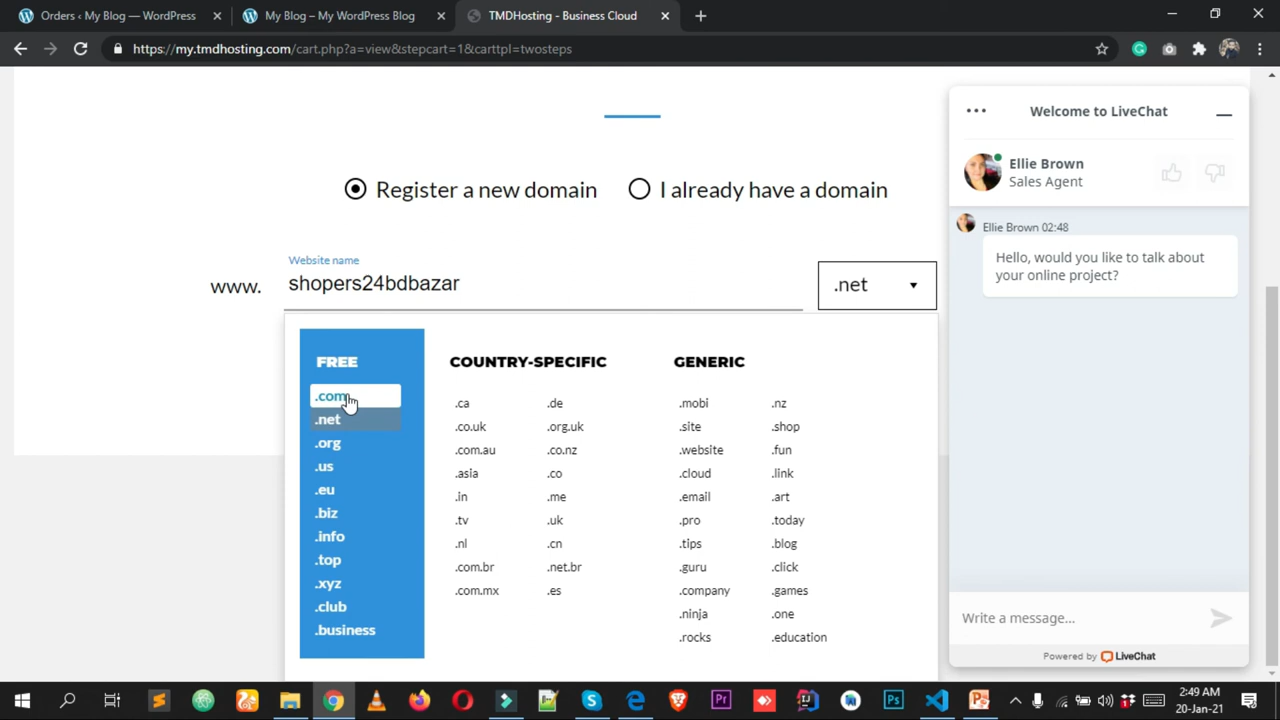 Orders ‹ My Blog — WordPress
My Blog – My WordPress Blog
TMDHosting - Business Cloud
https://my.tmdhosting.com/cart.php?a=view&stepcart=1&carttpl=twosteps
Register a new domain
I already have a domain
Website name
www.
shopers24bdbazar
.net
FREE
.com
.net
.org
.us
.eu
.biz
.info
.top
.xyz
.club
.business
COUNTRY-SPECIFIC
.ca .de
.co.uk .org.uk
.com.au .co.nz
.asia .co
.in .me
.tv .uk
.nl .cn
.com.br .net.br
.com.mx .es
GENERIC
.mobi .nz
.site .shop
.website .fun
.cloud .link
.email .art
.pro .today
.tips .blog
.guru .click
.company .games
.ninja .one
.rocks .education
Welcome to LiveChat
Ellie Brown
Sales Agent
Ellie Brown 02:48
Hello, would you like to talk about
your online project?
Write a message...
Powered by LiveChat
Pr
Ps
2:49 AM
20-Jan-21